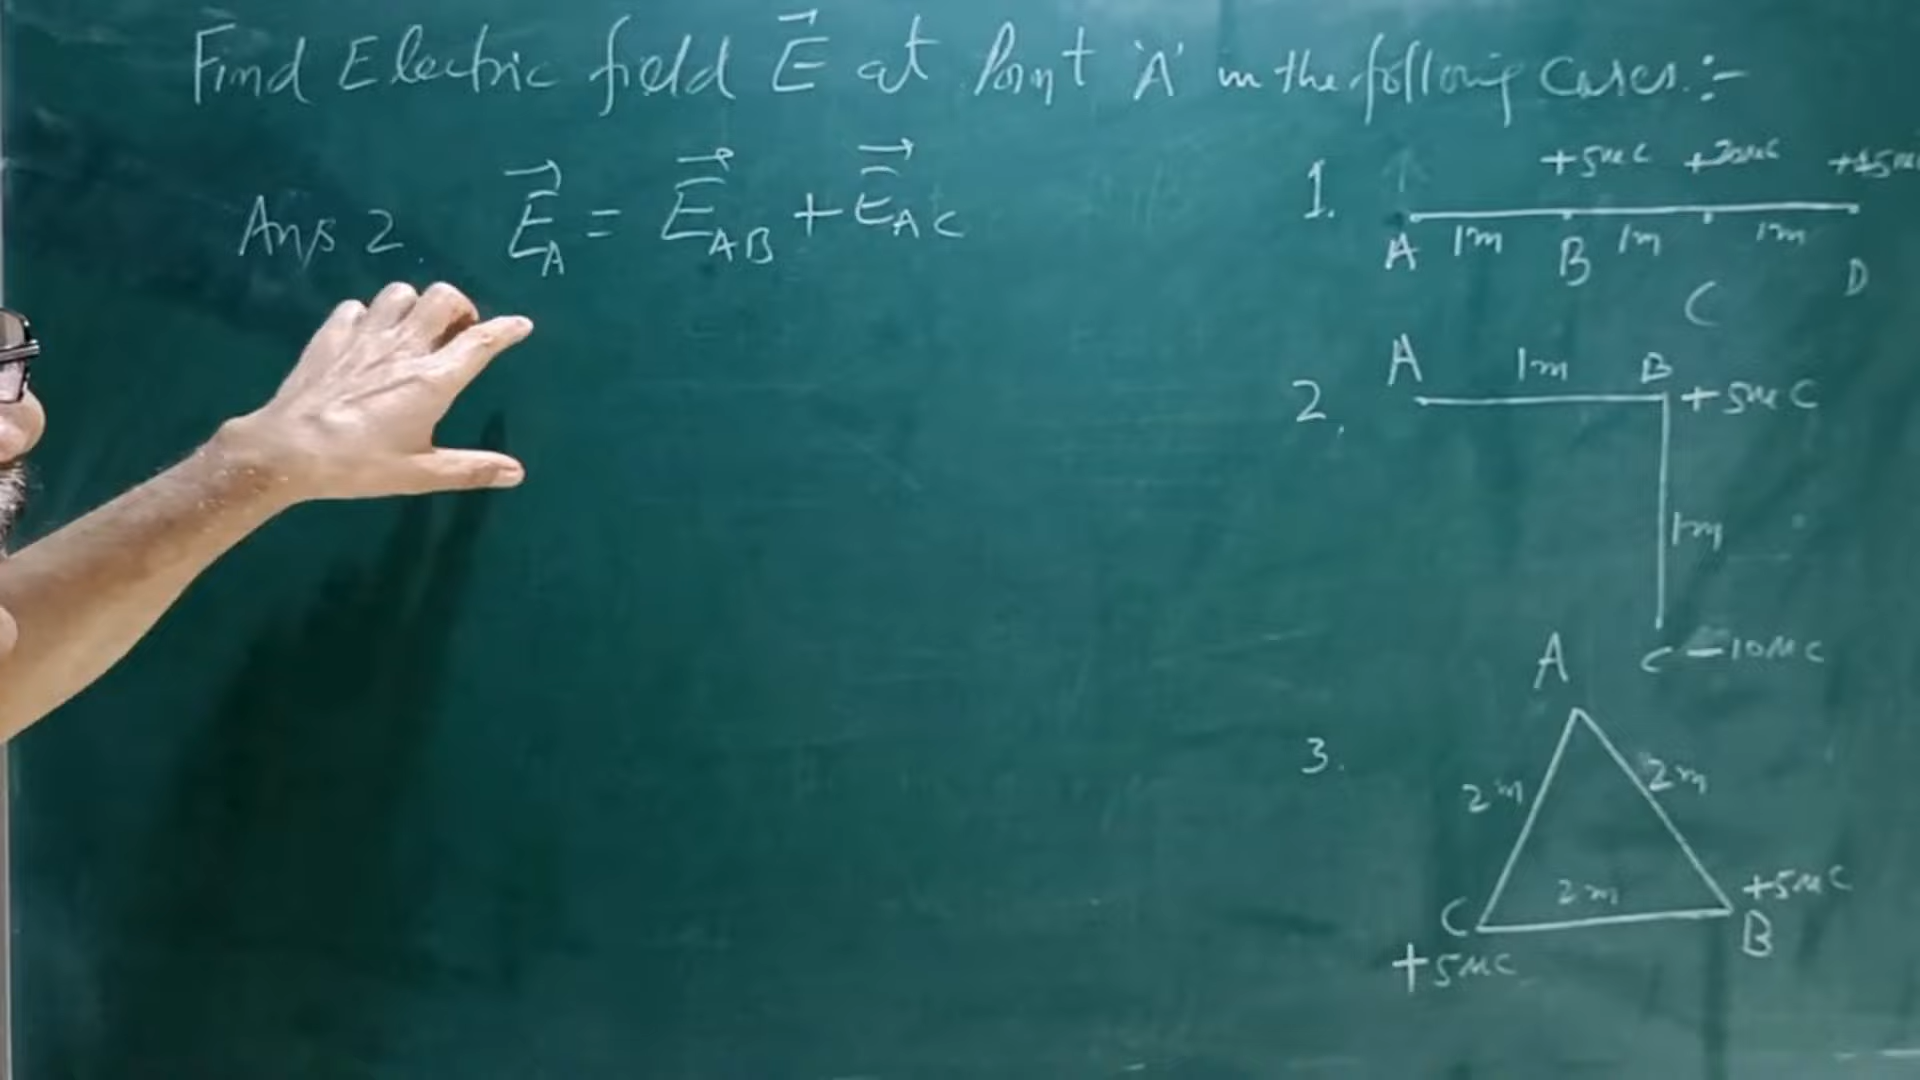 Find Electric field E at Point 'A' in the following Cases:-
Ans 2. E_A = E_AB + E_AC
1. +5μC
A 1m B 1m C 1m D
2. A 1m B +5μC
1m
C -10μC
3. A
2m 2m
2m +5μC
C B
+5μC